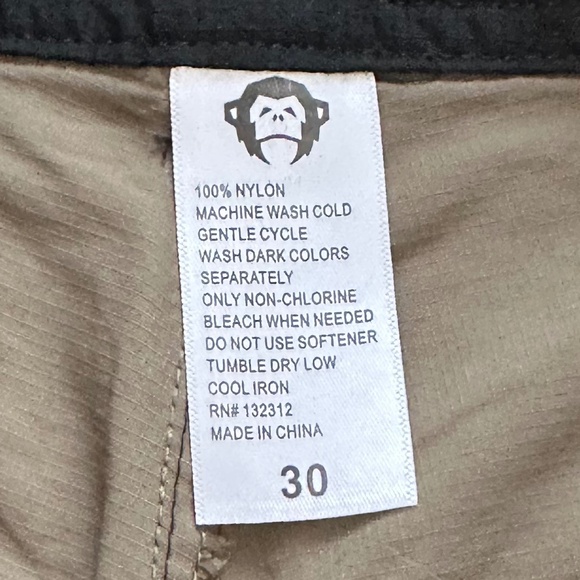 100% NYLON
MACHINE WASH COLD
GENTLE CYCLE
WASH DARK COLORS
SEPARATELY
ONLY NON-CHLORINE
BLEACH WHEN NEEDED
DO NOT USE SOFTENER
TUMBLE DRY LOW
COOL IRON
RN# 132312
MADE IN CHINA
30